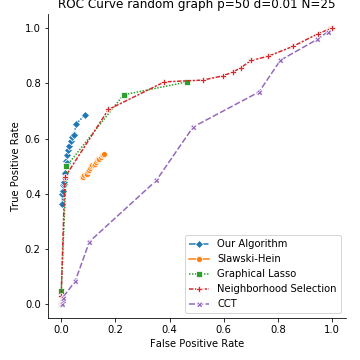 ROC Curve random graph p=50 d=0.01 N=25
1.0
0.8
0.6
0.4
0.2
0.0
True Positive Rate
Our Algorithm
Slawski-Hein
Graphical Lasso
Neighborhood Selection
CCT
0.0 0.2 0.4 0.6 0.8 1.0
False Positive Rate